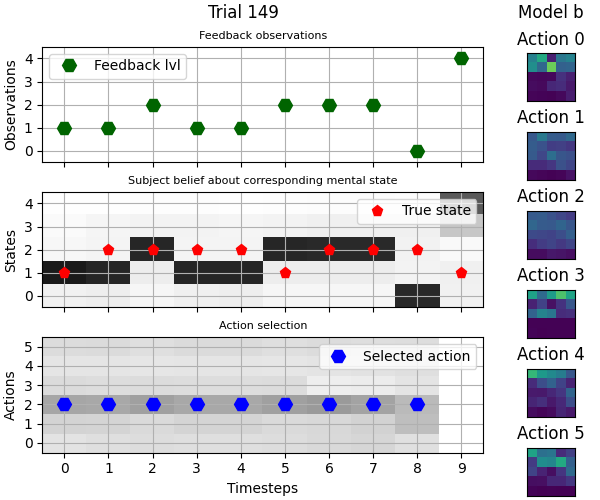 Trial 149
Model b
Feedback observations
Observations
4
3
2
1
0
Feedback lvl
Subject belief about corresponding mental state
States
4
3
2
1
0
True state
Action selection
Actions
5
4
3
2
1
0
Selected action
0 1 2 3 4 5 6 7 8 9
Timesteps
Action 0
Action 1
Action 2
Action 3
Action 4
Action 5